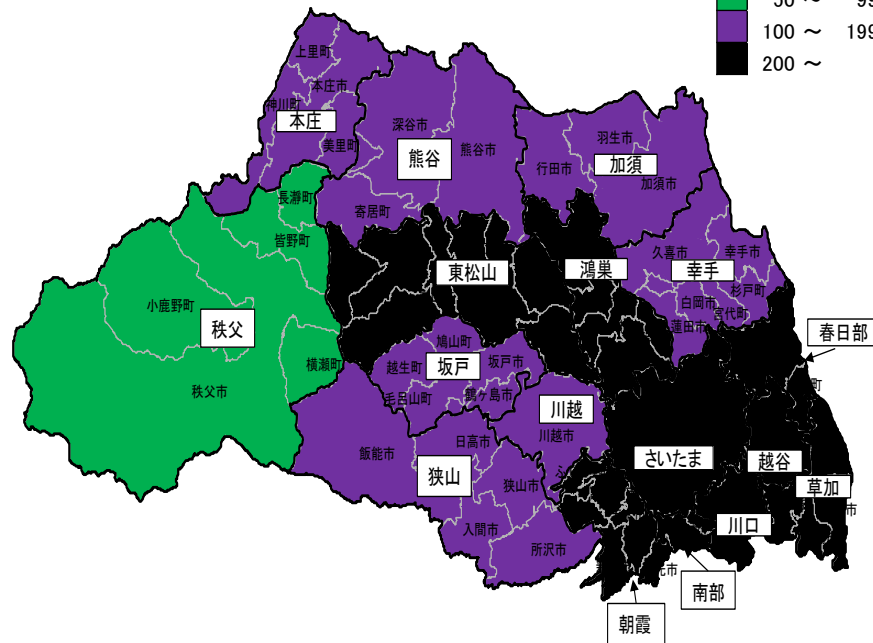 50 ～ 99
100 ～ 199
200 ～
上里町
本庄市
神川町
本庄
美里町
深谷市
熊谷市
熊谷
寄居町
羽生市
行田市
加須
加須市
長瀞町
皆野町
小鹿野町
秩父
横瀬町
秩父市
東松山
鴻巣
久喜市
幸手市
幸手
杉戸町
白岡市
宮代町
蓮田市
春日部
町
鳩山町
越生町
坂戸
坂戸市
毛呂山町
鶴ヶ島市
川越
川越市
飯能市
日高市
狭山
狭山市
ふ
入間市
所沢市
さいたま
越谷
草加
市
川口
南部
朝霞